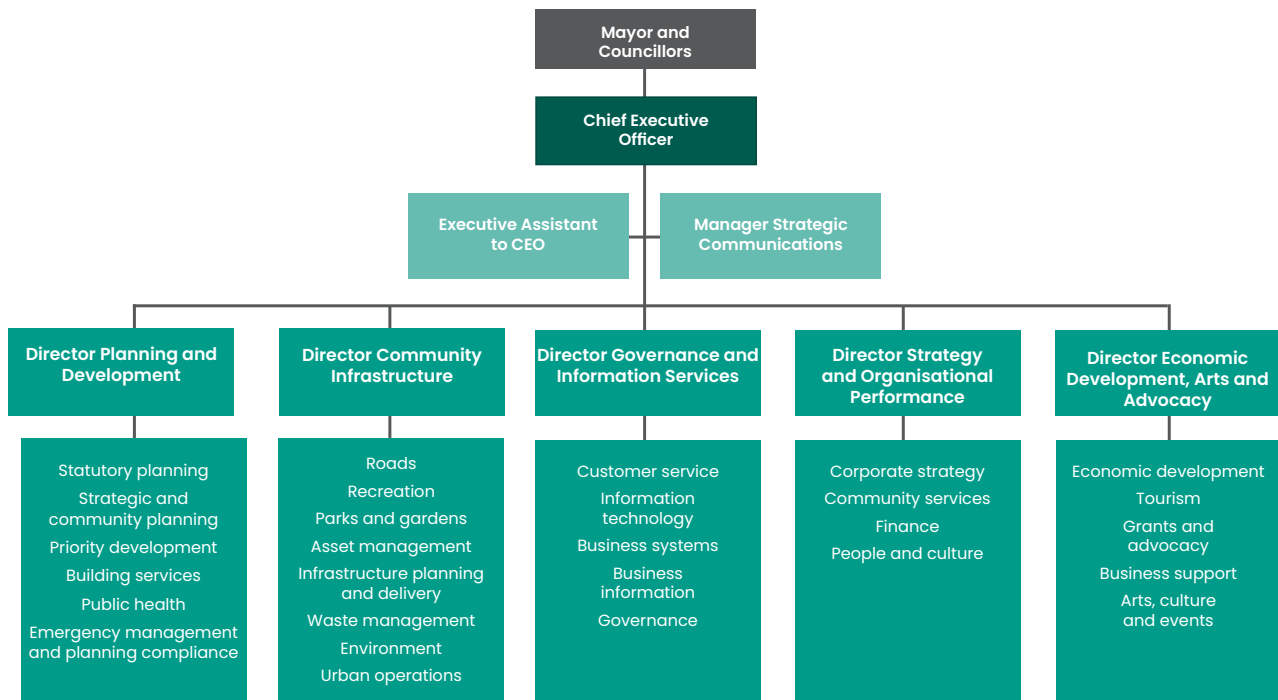 Mayor and
Councillors
Chief Executive
Officer
Executive Assistant
to CEO
Manager Strategic
Communications
Director Planning and
Development
Director Community
Infrastructure
Director Governance and
Information Services
Director Strategy
and Organisational
Performance
Director Economic
Development, Arts and
Advocacy
Statutory planning
Strategic and
community planning
Priority development
Building services
Public health
Emergency management
and planning compliance
Roads
Recreation
Parks and gardens
Asset management
Infrastructure planning
and delivery
Waste management
Environment
Urban operations
Customer service
Information
technology
Business systems
Business
information
Governance
Corporate strategy
Community services
Finance
People and culture
Economic development
Tourism
Grants and
advocacy
Business support
Arts, culture
and events